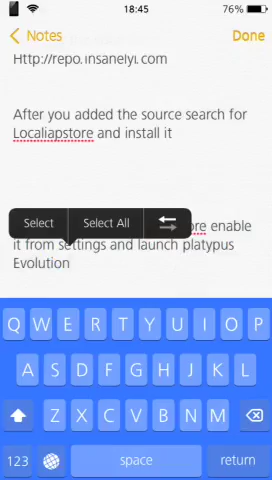 18:45
76%
Notes
Done
Http://repo.insanelyi.com
After you added the source search for
Localiapstore and install it
Select
Select All
enable
it from settings and launch platypus
Evolution
Q W E R T Y U I O P
A S D F G H J K L
Z X C V B N M
123
space
return